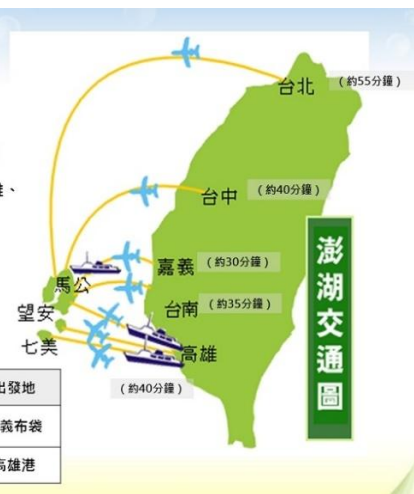 台北
(約55分鐘)
、
台中
(約40分鐘)
嘉義
(約30分鐘)
馬公
望安
台南
(約35分鐘)
七美
高雄
(約40分鐘)
澎湖交通圖
出發地
義布袋
高雄港